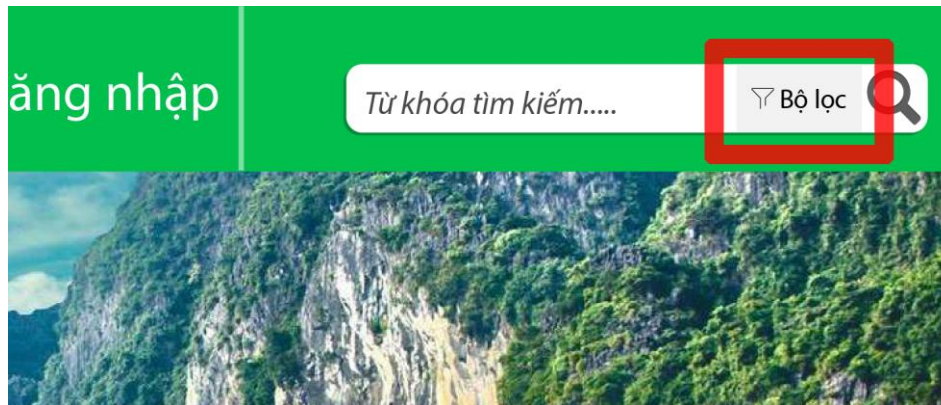 ăng nhập
Từ khóa tìm kiếm.....
Bộ lọc